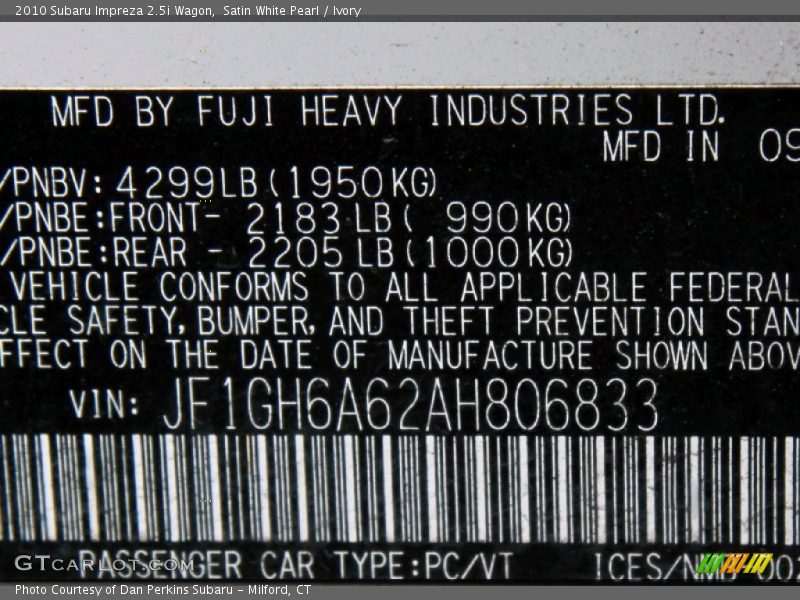 2010 Subaru Impreza 2.5i Wagon,  Satin White Pearl / Ivory
MFD BY FUJI HEAVY INDUSTRIES LTD.
MFD IN 09
/PNBV: 4299LB(1950KG)
/PNBE:FRONT- 2183 LB( 990KG)
/PNBE:REAR - 2205 LB(1000KG)
VEHICLE CONFORMS TO ALL APPLICABLE FEDERAL
CLE SAFETY, BUMPER, AND THEFT PREVENTION STAN
FFECT ON THE DATE OF MANUFACTURE SHOWN ABOV
VIN: JF1GH6A62AH806833
PASSENGER CAR TYPE:PC/VT ICES/NMB 002
GTCarLot.com
Photo Courtesy of Dan Perkins Subaru - Milford, CT